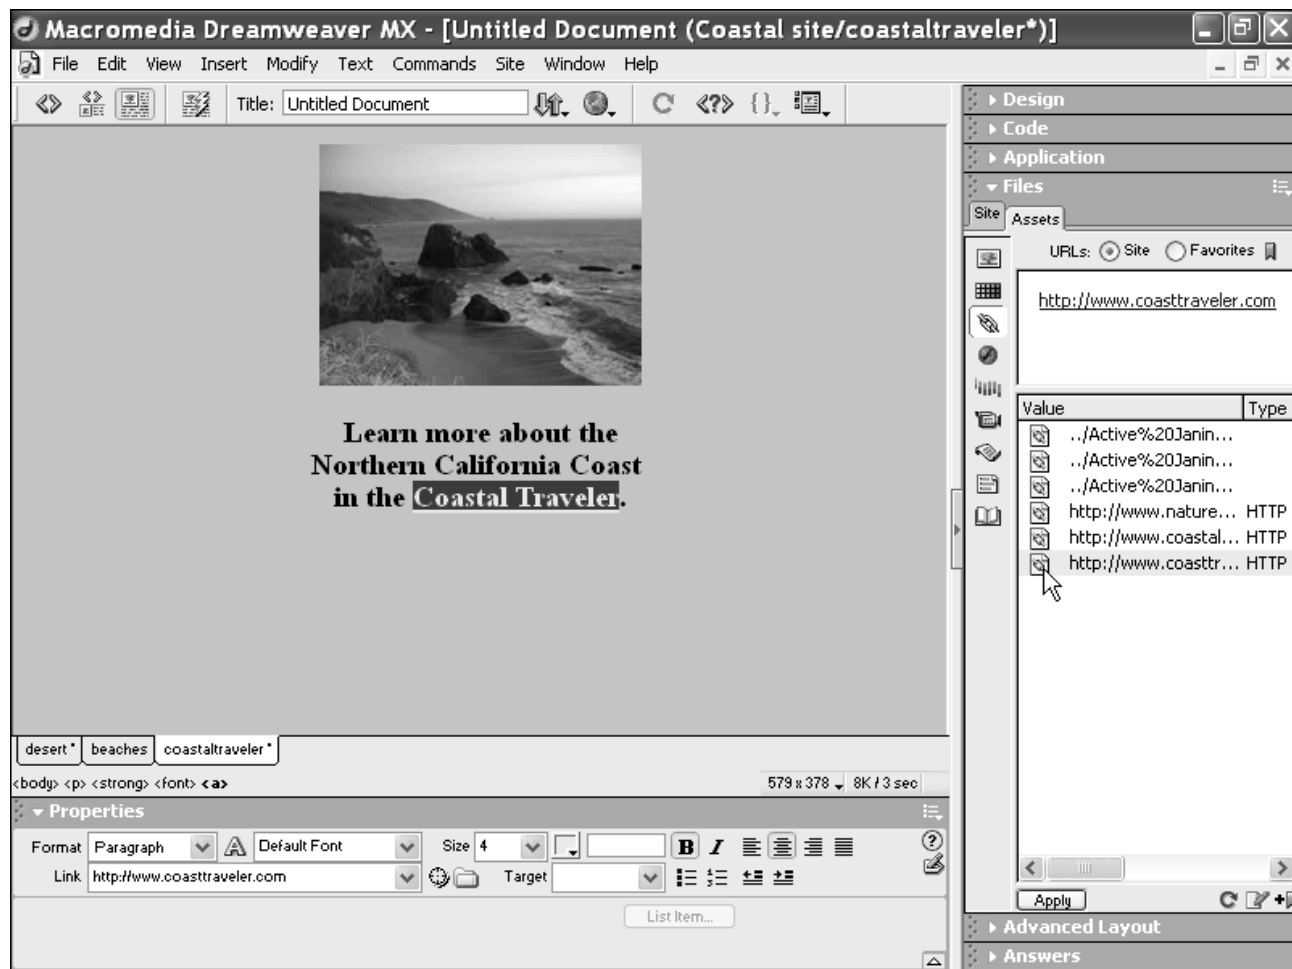 Macromedia Dreamweaver MX - [Untitled Document (Coastal site/coastaltraveler*)]
File Edit View Insert Modify Text Commands Site Window Help
Title: Untitled Document
Design
Code
Application
Files
Site Assets
URLs: Site Favorites
http://www.coasttraveler.com
Value Type
../Active%20Janin...
../Active%20Janin...
../Active%20Janin...
http://www.nature... HTTP
http://www.coastal... HTTP
http://www.coasttr... HTTP
Apply
Advanced Layout
Answers
Learn more about the
Northern California Coast
in the Coastal Traveler.
desert* beaches coastaltraveler*
<body> <p> <strong> <font> <a> 579 x 378 8K / 3 sec
Properties
Format Paragraph Default Font Size 4 B I
Link http://www.coasttraveler.com Target
List Item...